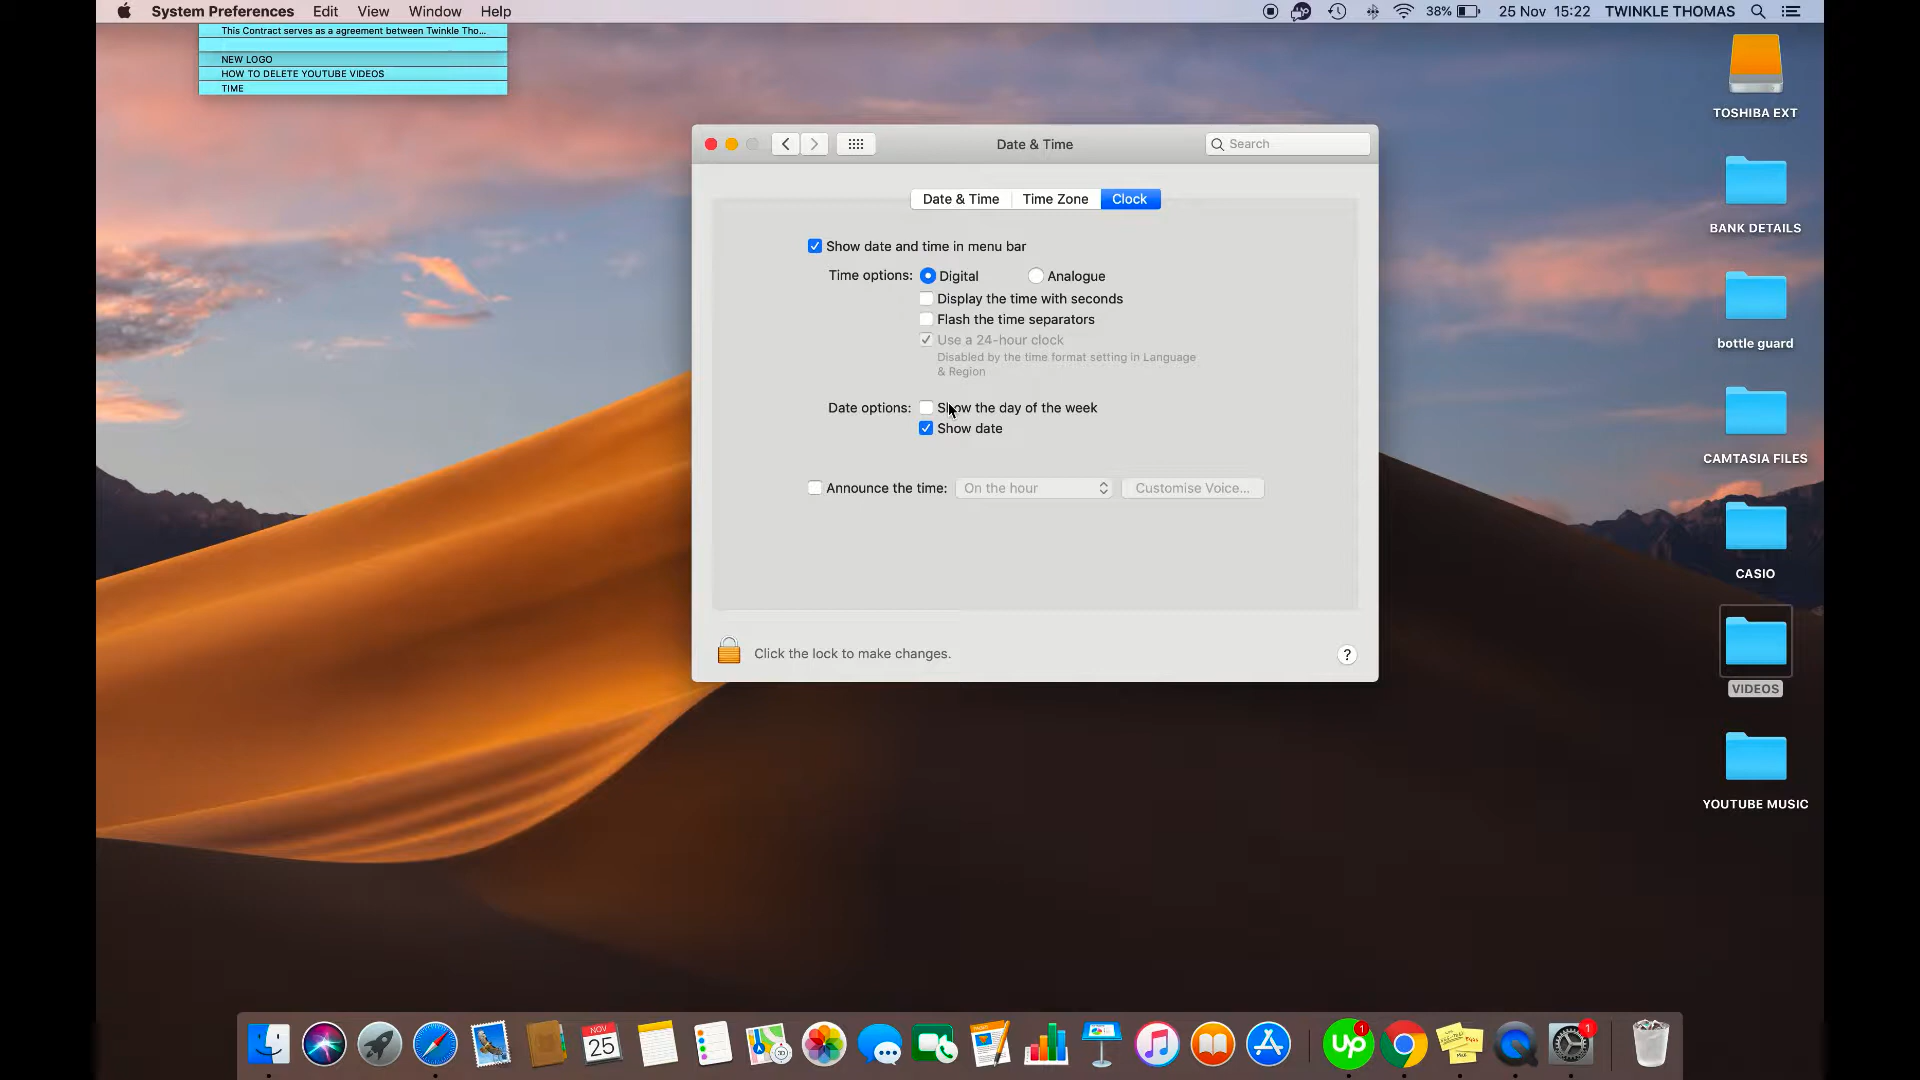 System Preferences Edit View Window Help 38% 25 Nov 15:22 TWINKLE THOMAS
This Contract serves as a agreement between Twinkle Tho...
NEW LOGO
HOW TO DELETE YOUTUBE VIDEOS
TIME
Date & Time
Search
Date & Time Time Zone Clock
Show date and time in menu bar
Time options: Digital Analogue
Display the time with seconds
Flash the time separators
Use a 24-hour clock
Disabled by the time format setting in Language
& Region
Date options: Show the day of the week
Show date
Announce the time: On the hour Customise Voice...
Click the lock to make changes.
?
TOSHIBA EXT
BANK DETAILS
bottle guard
CAMTASIA FILES
CASIO
VIDEOS
YOUTUBE MUSIC
NOV
25
3D
up
1
1